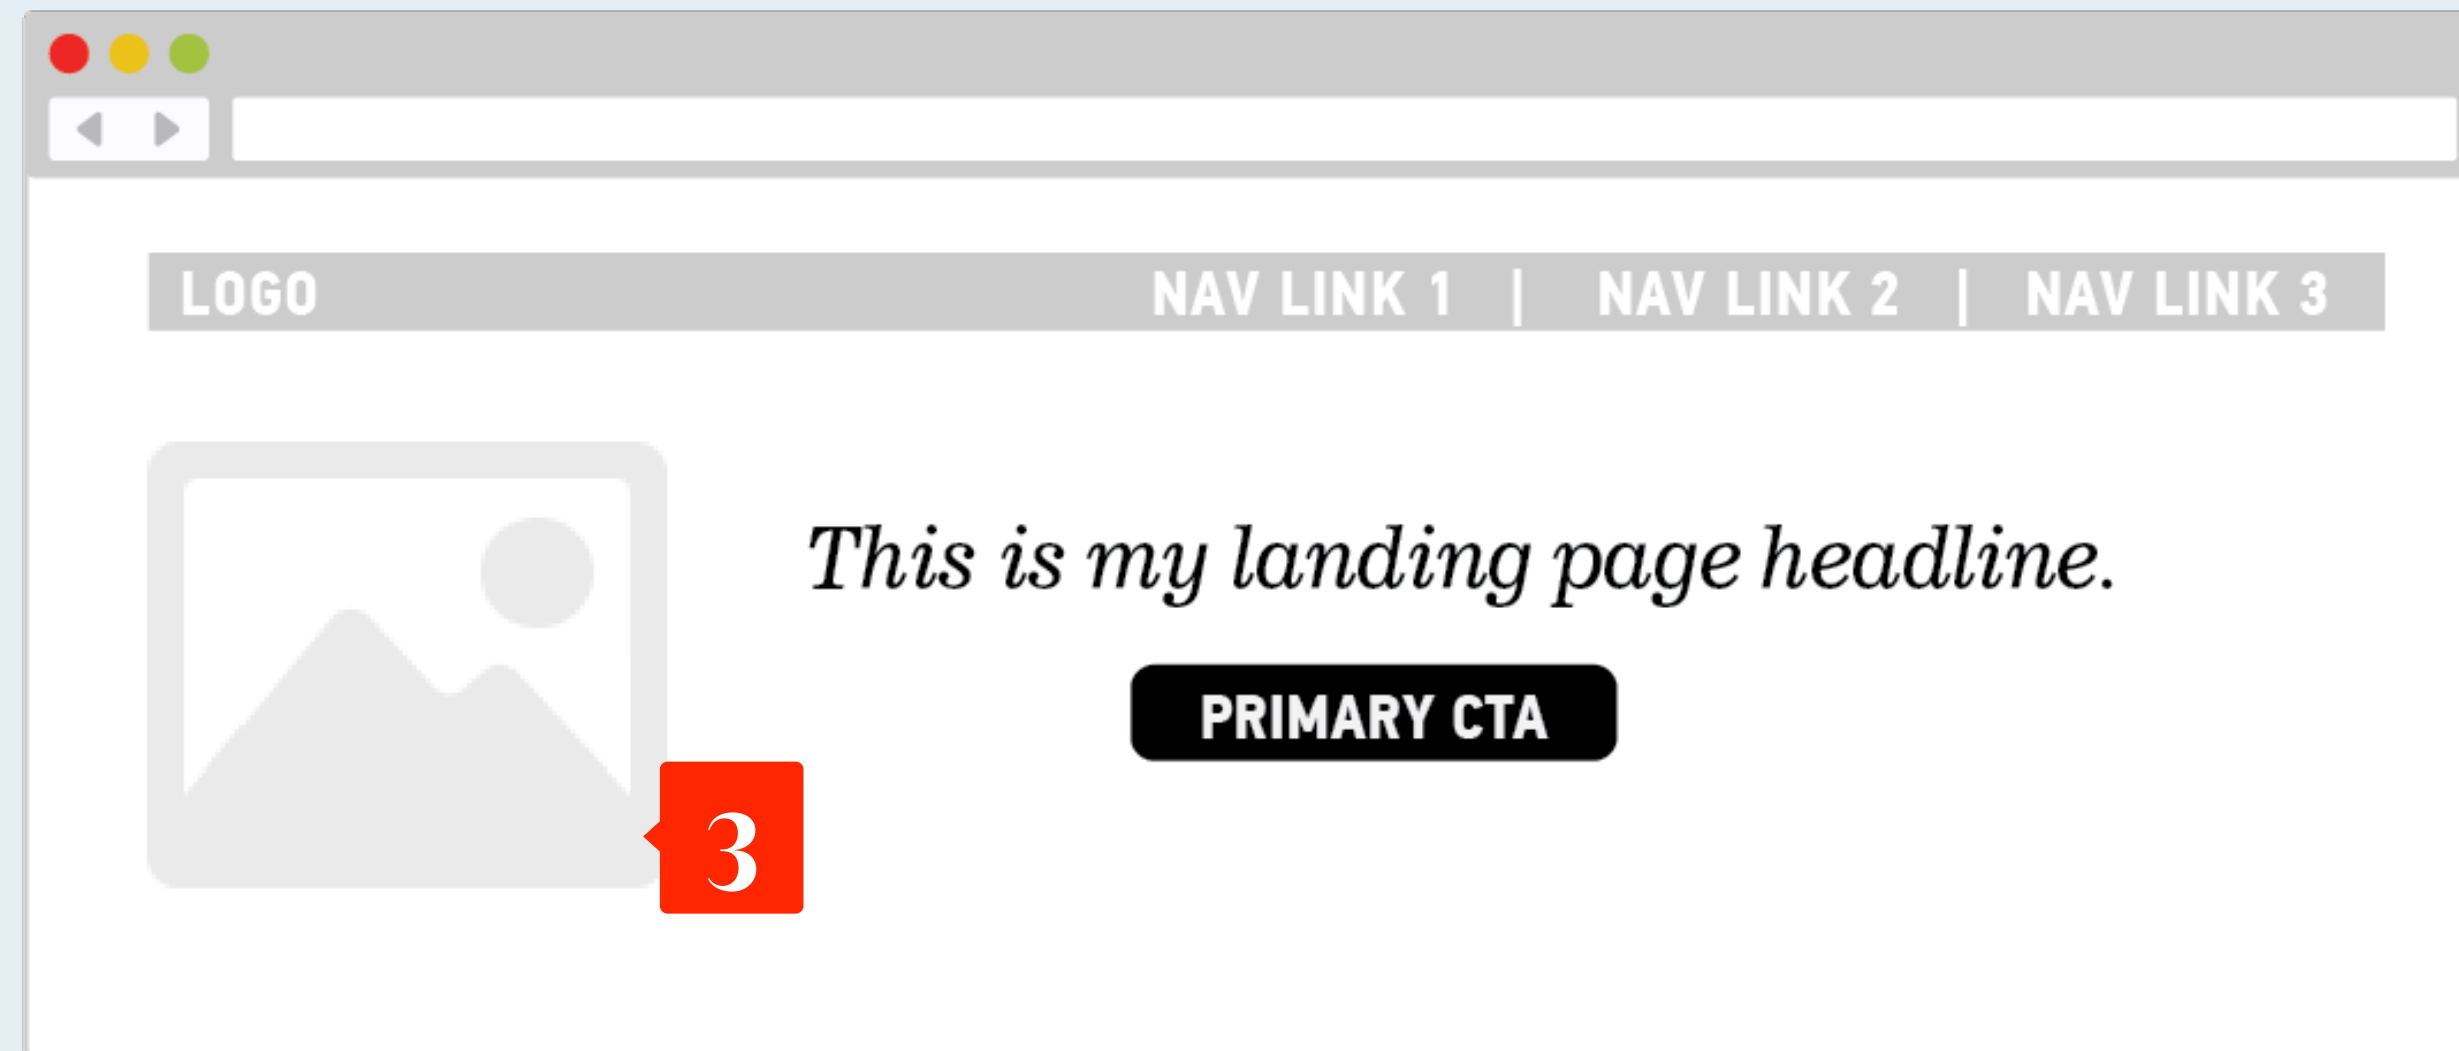 LOGO NAV LINK 1 | NAV LINK 2 | NAV LINK 3
This is my landing page headline.
PRIMARY CTA
3